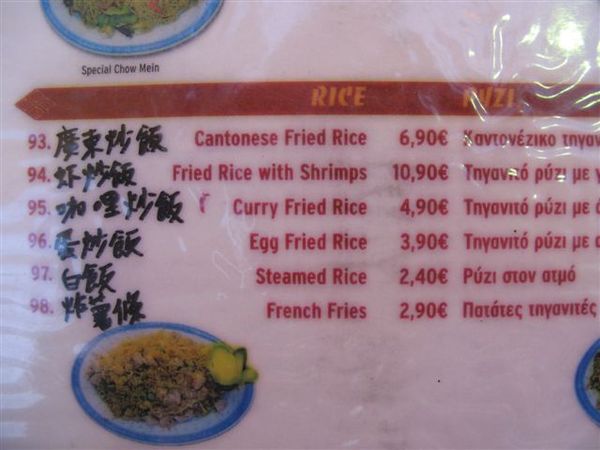 Special Chow Mein
RICE ΡΥΖΙ
93. 廣東炒飯 Cantonese Fried Rice 6,90€ Καντονέζικο
94. 虾炒飯 Fried Rice with Shrimps 10,90€ Τηγανιτό ρύζι με
95. 咖哩炒飯 Curry Fried Rice 4,90€ Τηγανιτό ρύζι με
96. 蛋炒飯 Egg Fried Rice 3,90€ Τηγανιτό ρύζι με
97. 白飯 Steamed Rice 2,40€ Ρύζι στον ατμό
98. 炸薯條 French Fries 2,90€ Πατάτες τηγανιτές